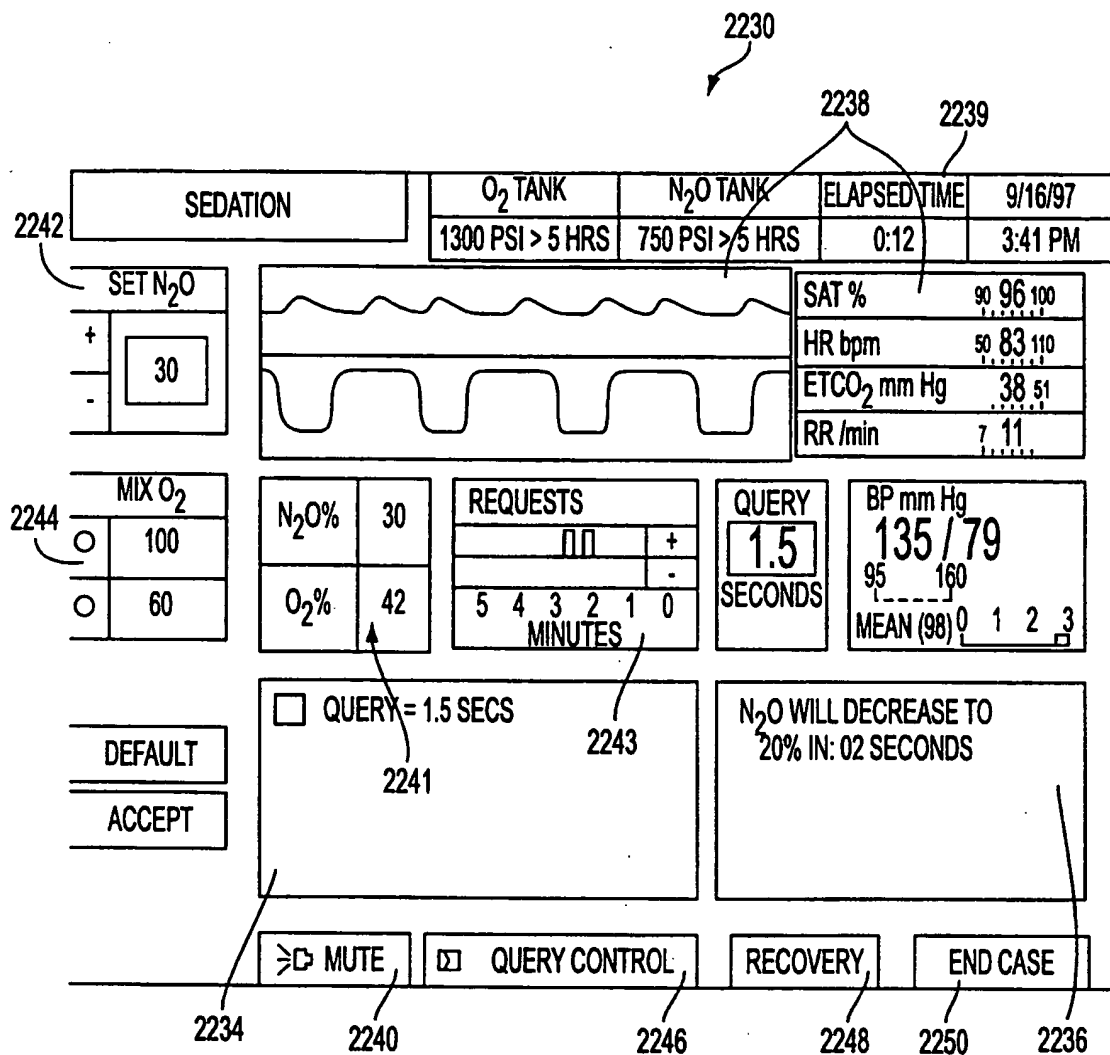 2230
2238
2239
SEDATION
O2 TANK
N2O TANK
ELAPSED TIME
9/16/97
1300 PSI > 5 HRS
750 PSI > 5 HRS
0:12
3:41 PM
2242
SET N2O
+
-
30
SAT %
90 96 100
HR bpm
50 83 110
ETCO2 mm Hg
38 51
RR /min
7 11
2244
MIX O2
100
60
N2O%
30
O2%
42
REQUESTS
+
-
5 4 3 2 1 0
MINUTES
QUERY
1.5
SECONDS
BP mm Hg
135 / 79
95 160
MEAN (98) 0 1 2 3
2241
2243
DEFAULT
ACCEPT
QUERY = 1.5 SECS
N2O WILL DECREASE TO
20% IN: 02 SECONDS
MUTE
QUERY CONTROL
RECOVERY
END CASE
2234
2240
2246
2248
2250
2236